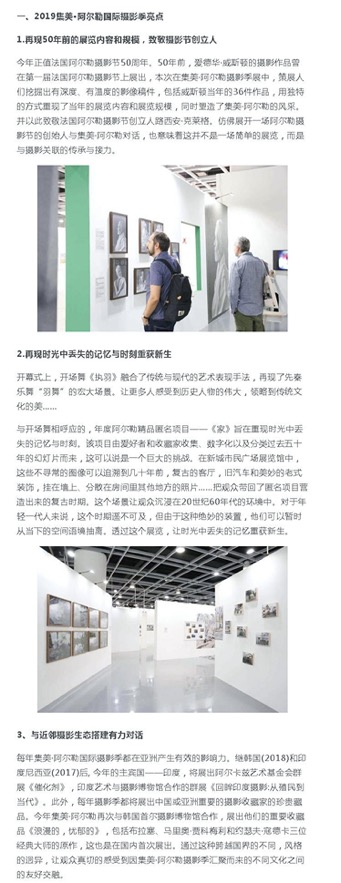 一、2019集美·阿尔勒国际摄影季亮点
1.再现50年前的展览内容和规模，致敬摄影节创立人
今年正值法国阿尔勒摄影节50周年。50年前，爱德华·威斯顿的摄影作品曾
在第一届法国阿尔勒摄影节上展出，本次在集美·阿尔勒摄影季展中，策展人
们挖掘出有深度、有温度的影像稿件，包括威斯顿当年的36件作品，用独特
的方式重现了当年的展览内容和展览规模，同时塑造了集美·阿尔勒的风采。
并以此致敬法国阿尔勒摄影节创立人路西安·克莱格。仿佛展开一场阿尔勒摄
影节的创始人与集美·阿尔勒对话，也意味着这并不是一场简单的展览，而是
与摄影关联的传承与接力。
2.再现时光中丢失的记忆与时刻重获新生
开幕式上，开场舞《执羽》融合了传统与现代的艺术表现手法，再现了先秦
乐舞“羽舞”的宏大场景。让更多人感受到历史人物的伟大，领略到传统文
化的美……
与开场舞相呼应的，年度阿尔勒精品匿名项目——《家》旨在重现时光中丢
失的记忆与时刻。该项目由爱好者和收藏家收集、数字化以及分类过去五十
年的幻灯片而来，这可以说是一个巨大的挑战。在新城市民广场展览馆中，
这些不寻常的图像可以追溯到几十年前，复古的客厅，旧汽车和美妙的老式
装饰，挂在墙上、分散在房间里其他地方的照片……把观众带回了匿名项目营
造出来的复古时期。这个场景让观众沉浸在20世纪60年代的环境中。对于年
轻一代人来说，这个时期遥不可及，但由于这种绝妙的装置，他们可以暂时
从当下的空间语境抽离。透过这个展览，让时光中丢失的记忆重获新生。
3、与近邻摄影生态搭建有力对话
每年集美·阿尔勒国际摄影季都在亚洲产生有效的影响力。继韩国(2018)和印
度尼西亚(2017)后，今年的主宾国——印度，将展出阿尔卡兹艺术基金会群
展《催化剂》，印度艺术与摄影博物馆合作的群展《回眸印度摄影:从殖民到
当代》。此外，每年摄影季都将展出中国或亚洲重要的摄影收藏家的珍贵藏
品。今年集美·阿尔勒再次与韩国首尔摄影博物馆合作，展出他们的重要收藏
品《浪漫的，忧郁的》，包括布拉塞、马里奥·贾科梅利和约瑟夫·寇德卡三位
经典大师的原作，这也是在国内首次展出。通过这种跨越国界的不同，风格
的迥异，让观众真切的感受到因集美·阿尔勒摄影季汇聚而来的不同文化之间
的友好交融。